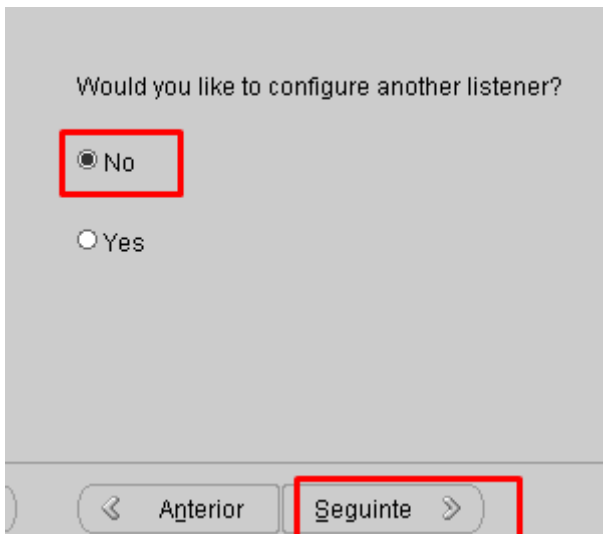 Would you like to configure another listener?
No
Yes
Anterior Seguinte